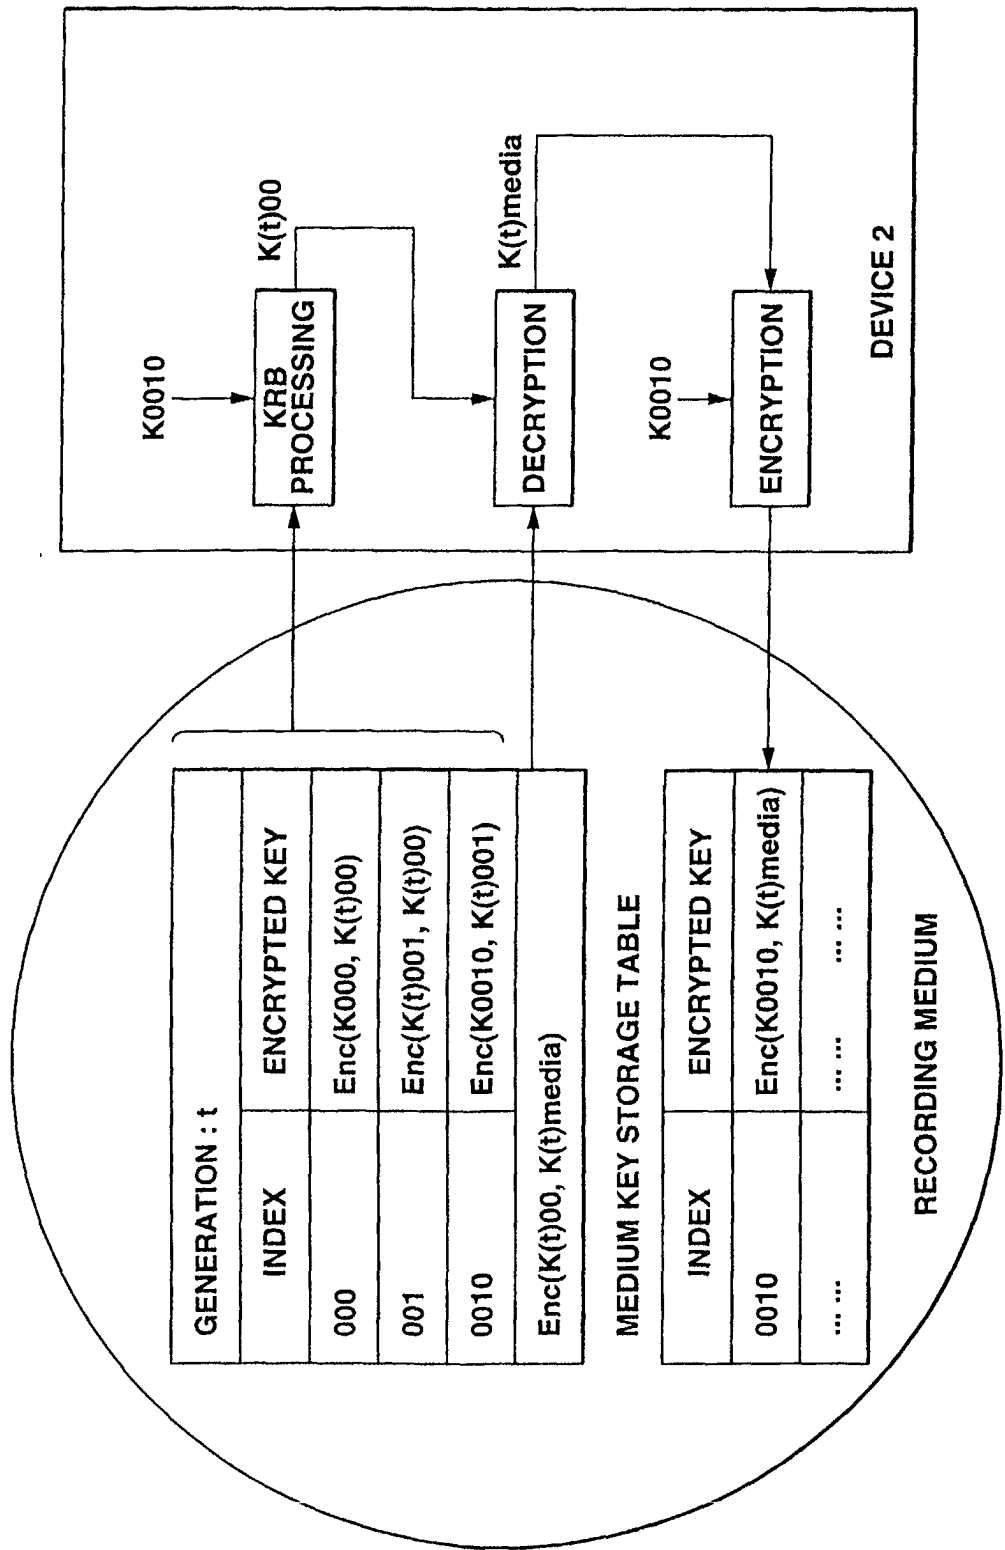 GENERATION : t
INDEX ENCRYPTED KEY
000 Enc(K000, K(t)00)
001 Enc(K(t)001, K(t)00)
0010 Enc(K0010, K(t)001)
Enc(K(t)00, K(t)media)
MEDIUM KEY STORAGE TABLE
INDEX ENCRYPTED KEY
0010 Enc(K0010, K(t)media)
... ... ... ... ... ...
RECORDING MEDIUM
K0010
KRB
PROCESSING
K(t)00
DECRYPTION
K(t)media
K0010
ENCRYPTION
DEVICE 2